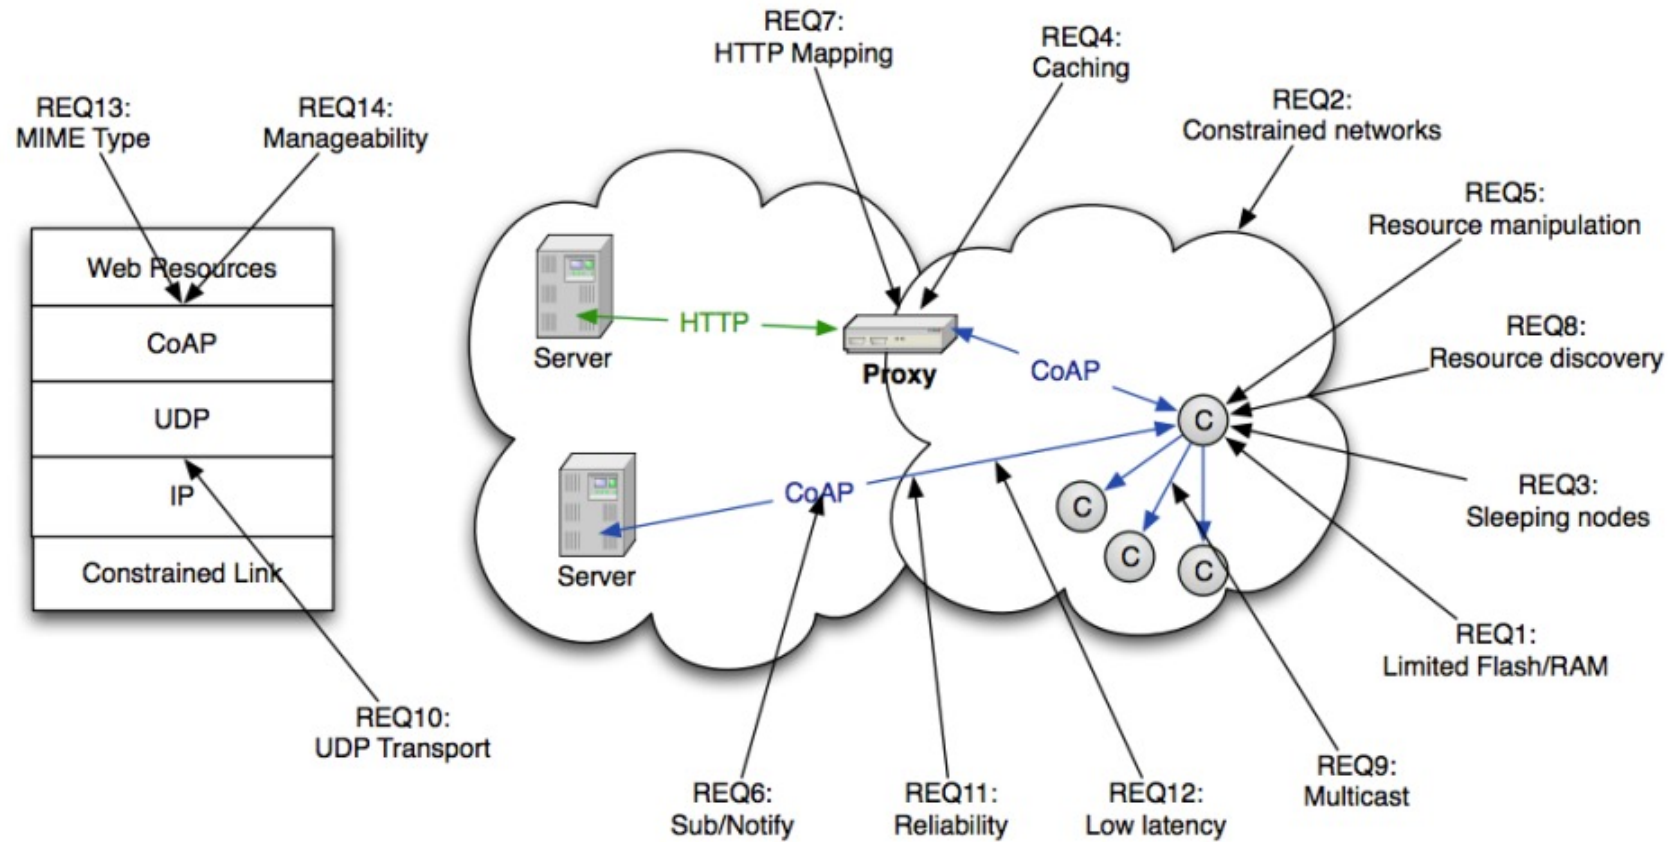 REQ7:
HTTP Mapping
REQ4:
Caching
REQ13:
MIME Type
REQ14:
Manageability
REQ2:
Constrained networks
REQ5:
Resource manipulation
Web Resources
CoAP
UDP
IP
Constrained Link
Server
HTTP
Proxy
CoAP
REQ8:
Resource discovery
C
CoAP
Server
C
C
C
REQ3:
Sleeping nodes
REQ1:
Limited Flash/RAM
REQ10:
UDP Transport
REQ6:
Sub/Notify
REQ11:
Reliability
REQ12:
Low latency
REQ9:
Multicast